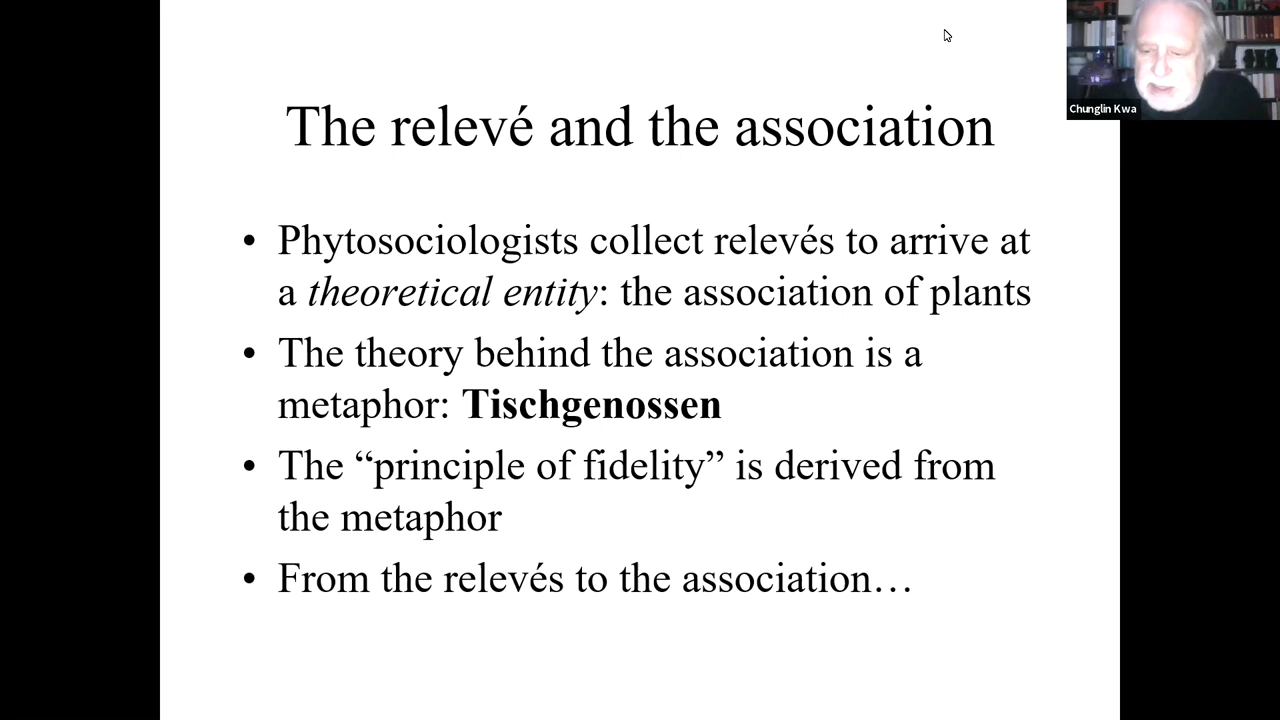 Chunglin Kwa
The relevé and the association
• Phytosociologists collect relevés to arrive at
a theoretical entity: the association of plants
• The theory behind the association is a
metaphor: Tischgenossen
• The “principle of fidelity” is derived from
the metaphor
• From the relevés to the association…